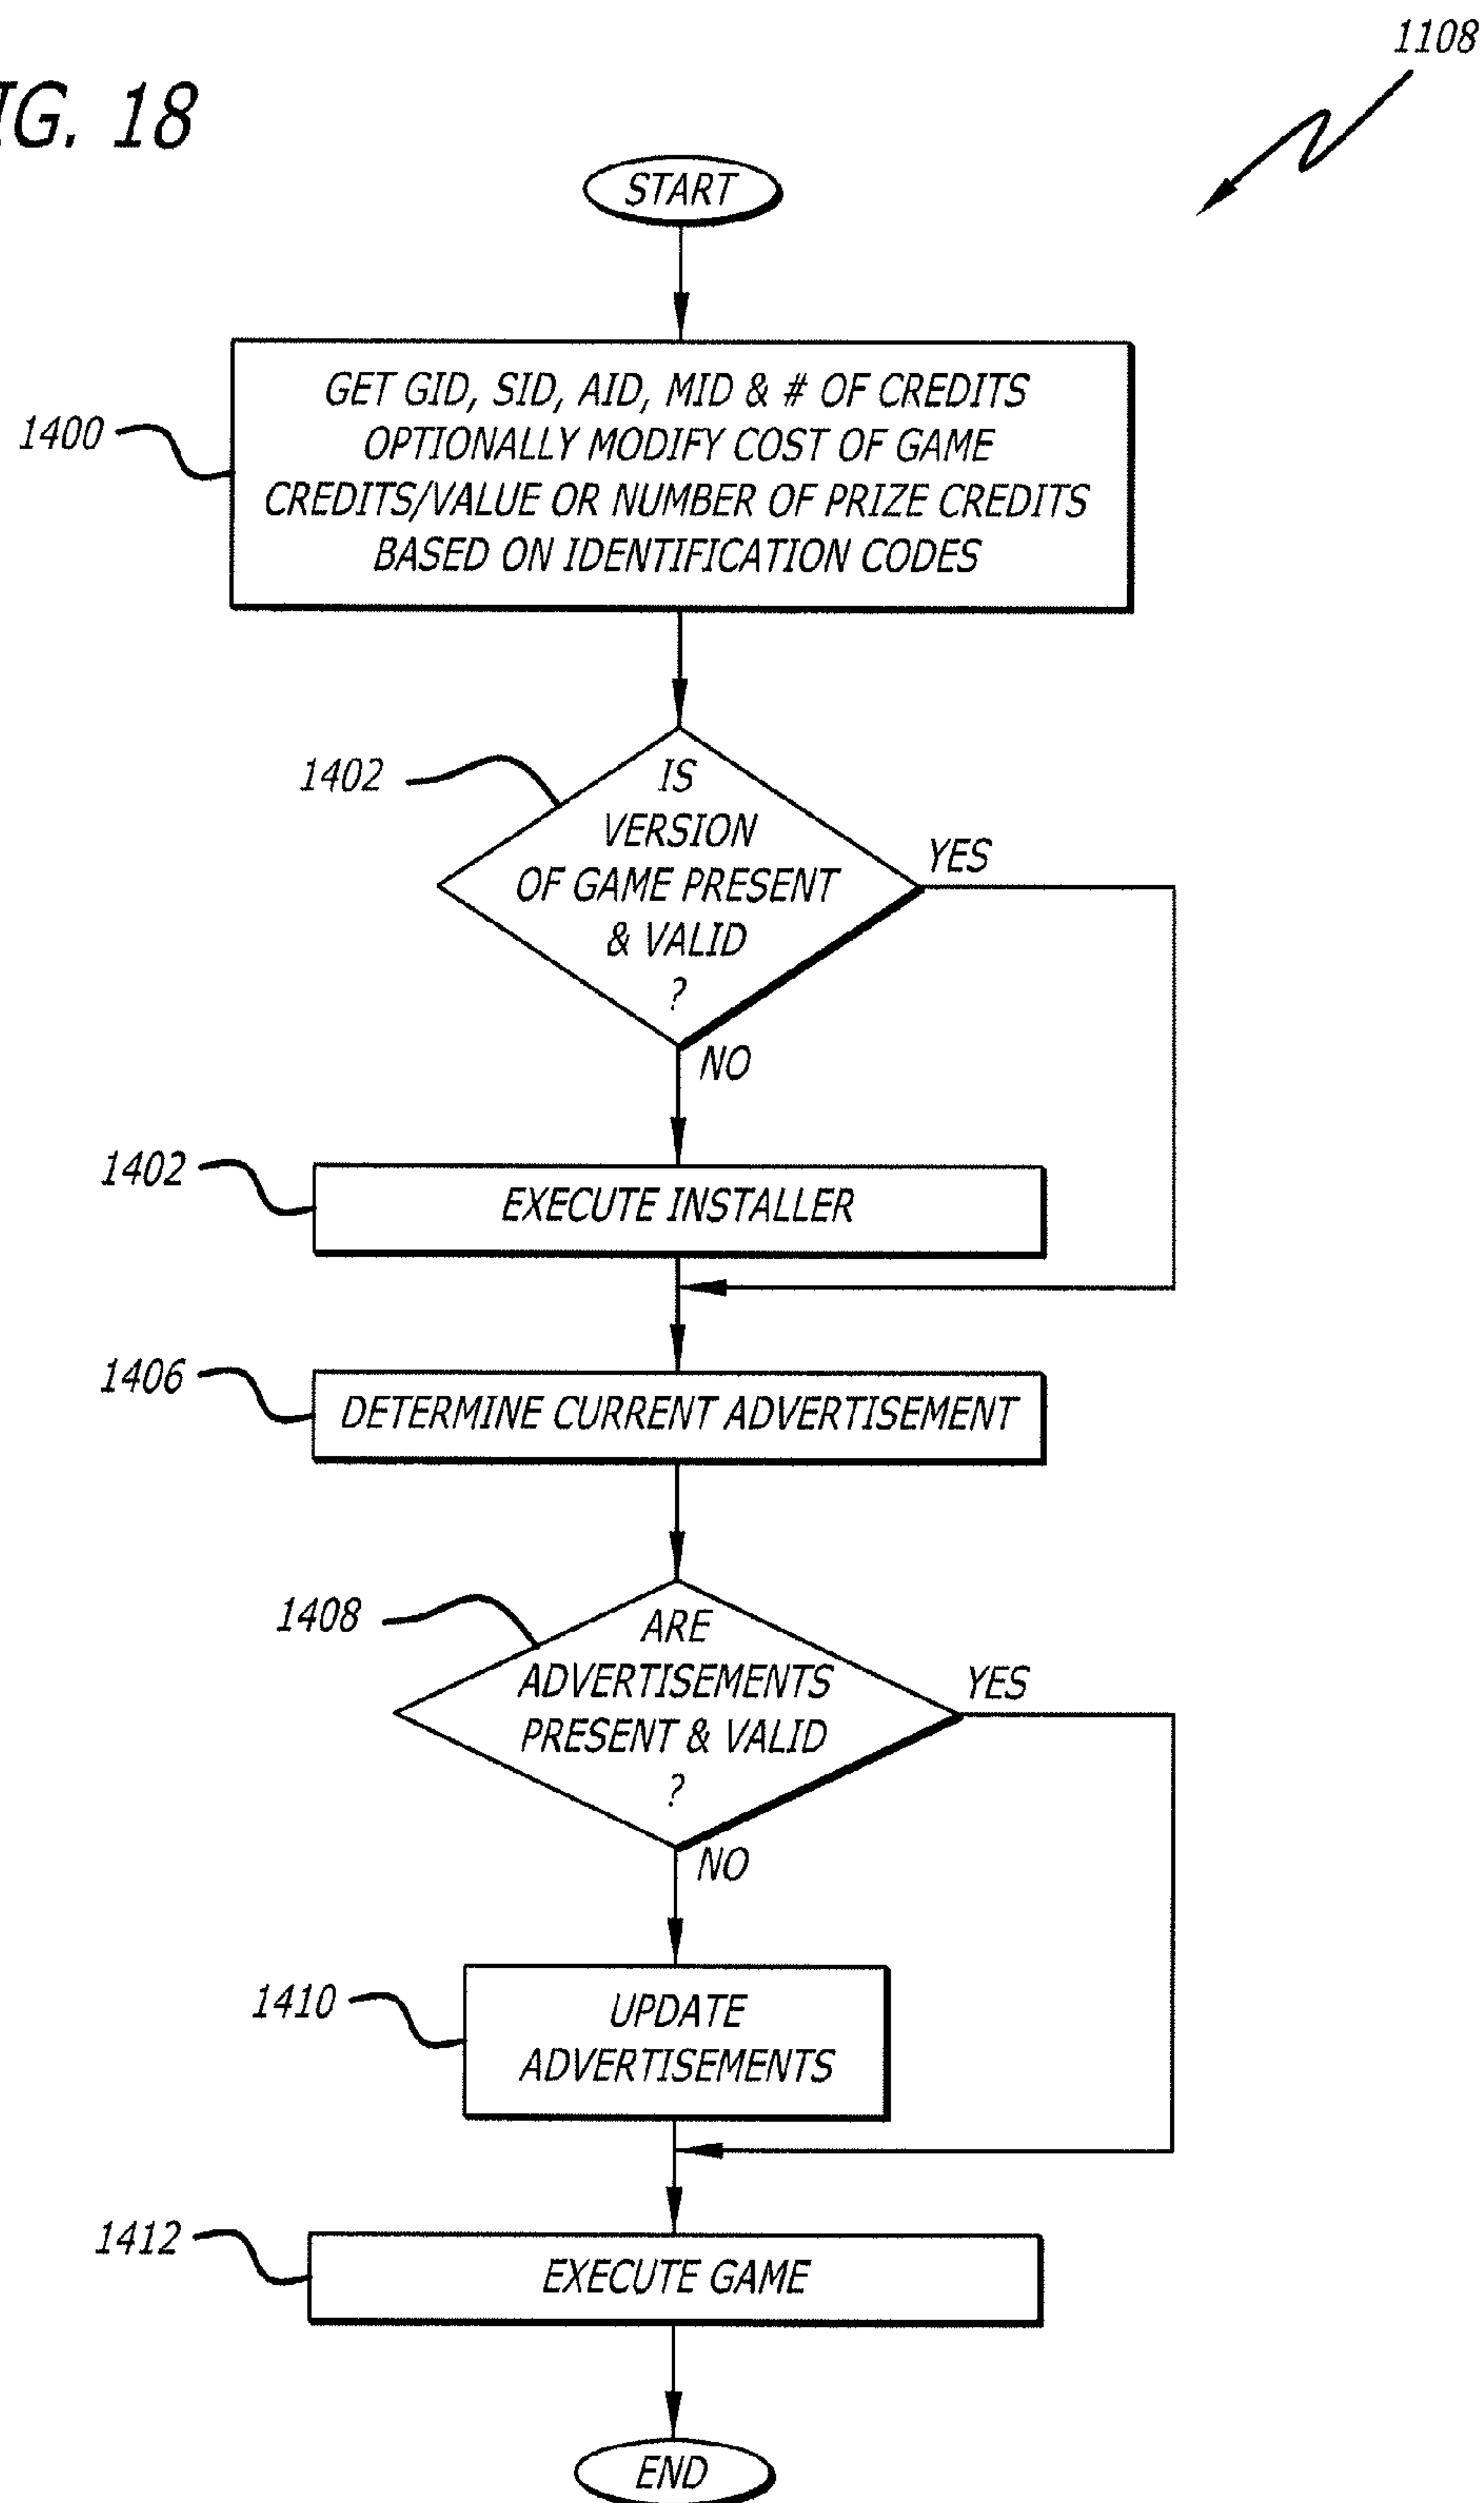 1108
IG. 18
START
1400
GET GID, SID, AID, MID & # OF CREDITS
OPTIONALLY MODIFY COST OF GAME
CREDITS/VALUE OR NUMBER OF PRIZE CREDITS
BASED ON IDENTIFICATION CODES
1402
IS
VERSION
OF GAME PRESENT
& VALID
?
YES
NO
1402
EXECUTE INSTALLER
1406
DETERMINE CURRENT ADVERTISEMENT
1408
ARE
ADVERTISEMENTS
PRESENT & VALID
?
YES
NO
1410
UPDATE
ADVERTISEMENTS
1412
EXECUTE GAME
END